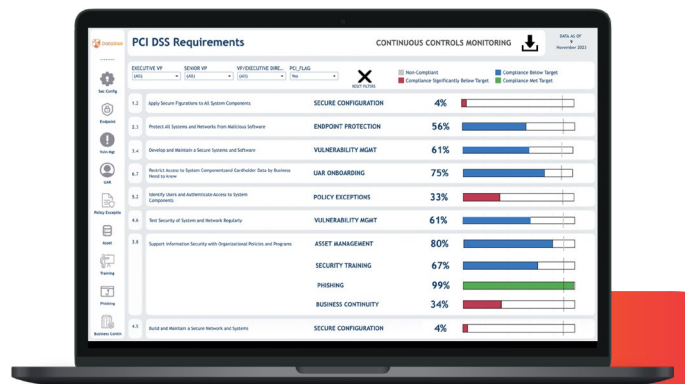 Databee
PCI DSS Requirements
CONTINUOUS CONTROLS MONITORING
DATA AS OF
9
November 2023
EXECUTIVE VP
SENIOR VP
VP/EXECUTIVE DIRE...
PCI_FLAG
(All)
(All)
(All)
Yes
RESET FILTERS
Non-Compliant
Compliance Below Target
Compliance Significantly Below Target
Compliance Met Target
Sec Config
Endpoint
Vuln Mgt
UAR
Policy Exceptio
Asset
Training
Phishing
Business Contin
1.2 Apply Secure Figurations to All System Components SECURE CONFIGURATION 4%
2.3 Protect All Systems and Networks from Malicious Software ENDPOINT PROTECTION 56%
3.4 Develop and Maintain a Secure Systems and Software VULNERABILITY MGMT 61%
6.7 Restrict Access to System Componentsand Cardholder Data by Business
Need to know
UAR ONBOARDING 75%
5.2 Identify Users and Authenticate Access to System
Components
POLICY EXCEPTIONS 33%
4.6 Test Security of System and Network Regularly VULNERABILITY MGMT 61%
3.8 Support Information Security with Organizational Policies and Programs ASSET MANAGEMENT 80%
SECURITY TRAINING 67%
PHISHING 99%
BUSINESS CONTINUITY 34%
4.5 Build and Maintain a Secure Network and Systems SECURE CONFIGURATION 4%